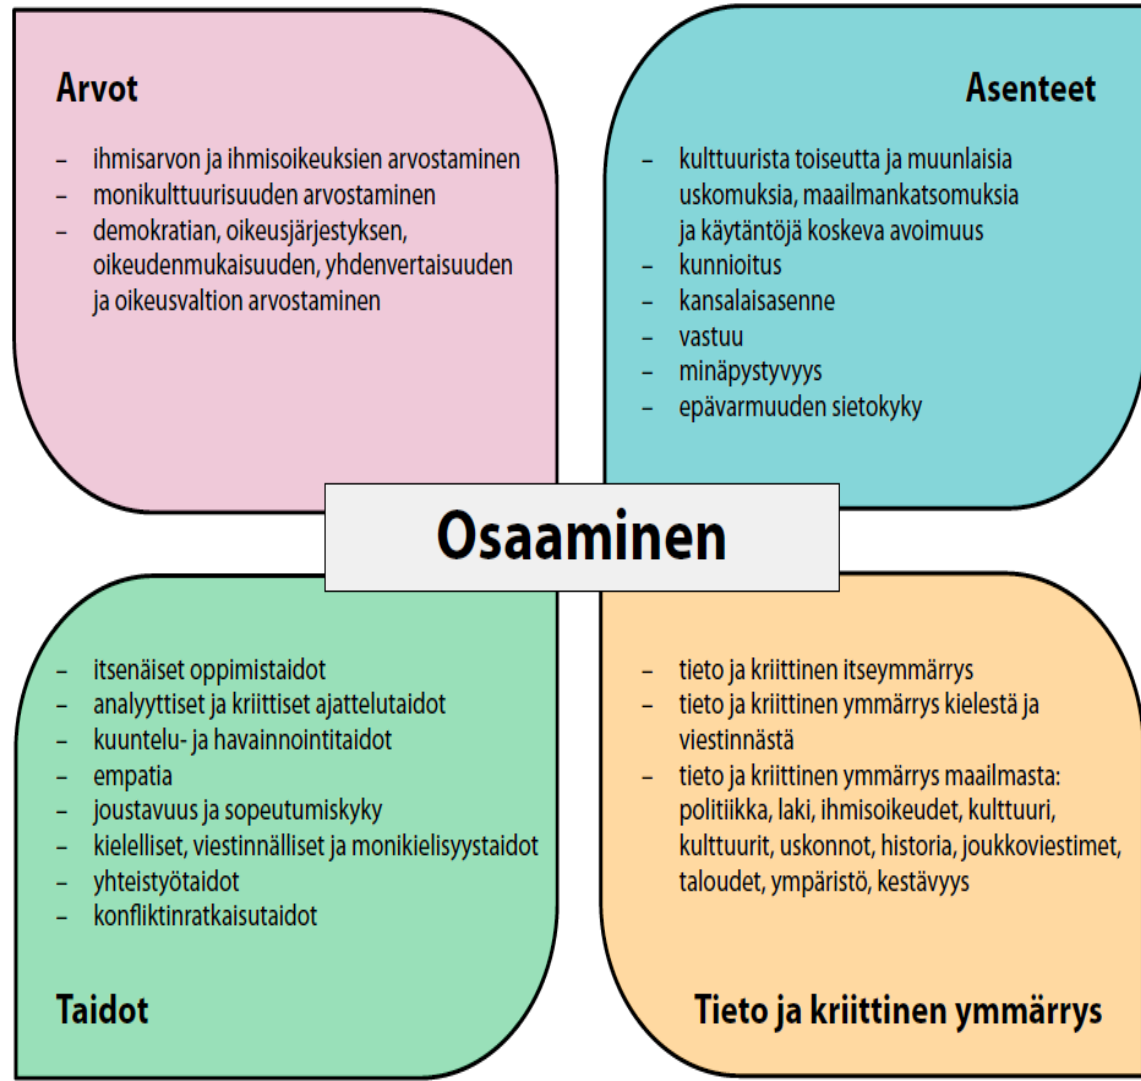 Arvot
– ihmisarvon ja ihmisoikeuksien arvostaminen
– monikulttuurisuuden arvostaminen
– demokratian, oikeusjärjestyksen,
oikeudenmukaisuuden, yhdenvertaisuuden
ja oikeusvaltion arvostaminen
Asenteet
– kulttuurista toiseutta ja muunlaisia
uskomuksia, maailmankatsomuksia
ja käytäntöjä koskeva avoimuus
– kunnioitus
– kansalaisasenne
– vastuu
– minäpystyvyys
– epävarmuuden sietokyky
Osaaminen
– itsenäiset oppimistaidot
– analyyttiset ja kriittiset ajattelutaidot
– kuuntelu- ja havainnointitaidot
– empatia
– joustavuus ja sopeutumiskyky
– kielelliset, viestinnälliset ja monikielisyystaidot
– yhteistyötaidot
– konfliktinratkaisutaidot
Taidot
– tieto ja kriittinen itseymmärrys
– tieto ja kriittinen ymmärrys kielestä ja
viestinnästä
– tieto ja kriittinen ymmärrys maailmasta:
politiikka, laki, ihmisoikeudet, kulttuuri,
kulttuurit, uskonnot, historia, joukkoviestimet,
taloudet, ympäristö, kestävyys
Tieto ja kriittinen ymmärrys